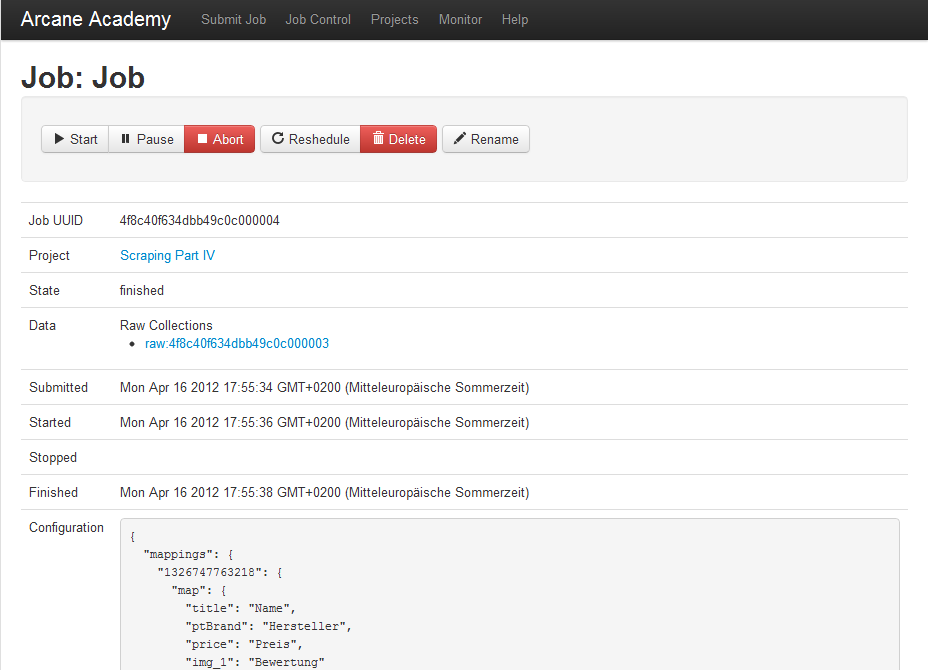 Arcane Academy Submit Job Job Control Projects Monitor Help
Job: Job
Start Pause Abort Reshedule Delete Rename
Job UUID 4f8c40f634dbb49c0c000004
Project Scraping Part IV
State finished
Data Raw Collections
• raw:4f8c40f634dbb49c0c000003
Submitted Mon Apr 16 2012 17:55:34 GMT+0200 (Mitteleuropäische Sommerzeit)
Started Mon Apr 16 2012 17:55:36 GMT+0200 (Mitteleuropäische Sommerzeit)
Stopped
Finished Mon Apr 16 2012 17:55:38 GMT+0200 (Mitteleuropäische Sommerzeit)
Configuration {
"mappings": {
"1326747763218": {
"map": {
"title": "Name",
"ptBrand": "Hersteller",
"price": "Preis",
"img_1": "Bewertung"